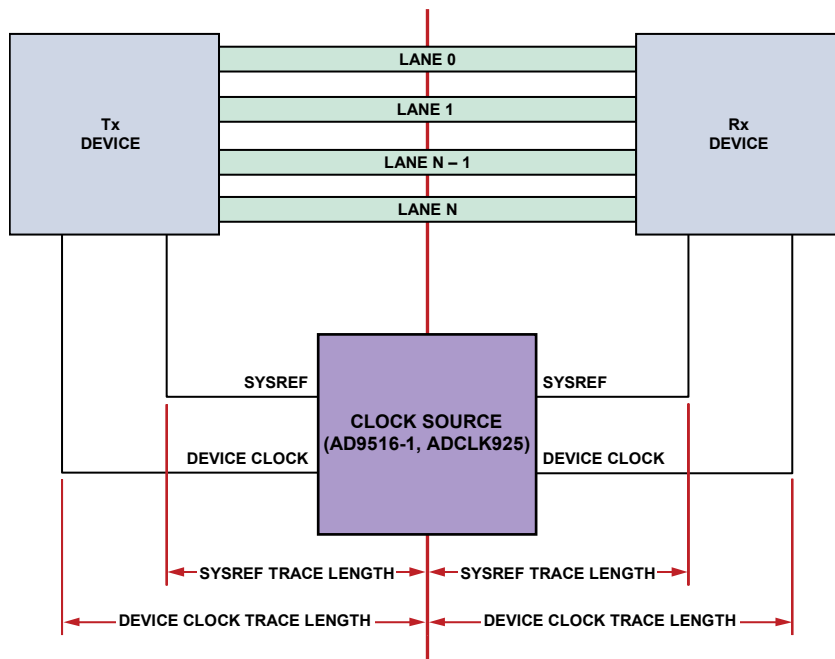 LANE 0
LANE 1
LANE N – 1
LANE N
Tx
DEVICE
Rx
DEVICE
SYSREF
SYSREF
CLOCK SOURCE
(AD9516-1, ADCLK925)
DEVICE CLOCK
DEVICE CLOCK
SYSREF TRACE LENGTH
SYSREF TRACE LENGTH
DEVICE CLOCK TRACE LENGTH
DEVICE CLOCK TRACE LENGTH